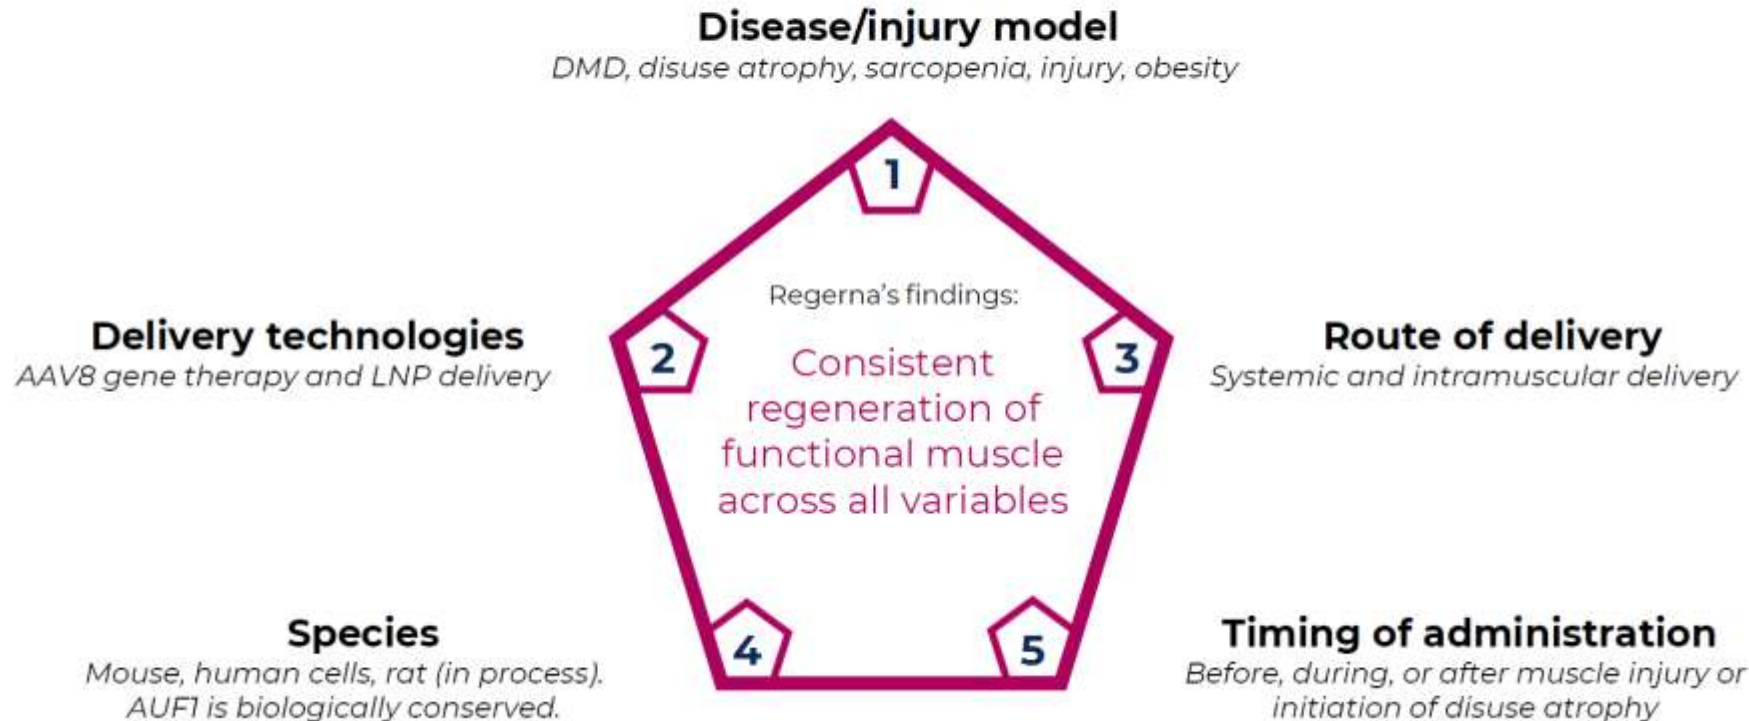 Disease/injury model
DMD, disuse atrophy, sarcopenia, injury, obesity
1
Regerna's findings:
Consistent
regeneration of
functional muscle
across all variables
Delivery technologies
AAV8 gene therapy and LNP delivery
2
3
Route of delivery
Systemic and intramuscular delivery
Species
Mouse, human cells, rat (in process).
AUF1 is biologically conserved.
4
5
Timing of administration
Before, during, or after muscle injury or
initiation of disuse atrophy